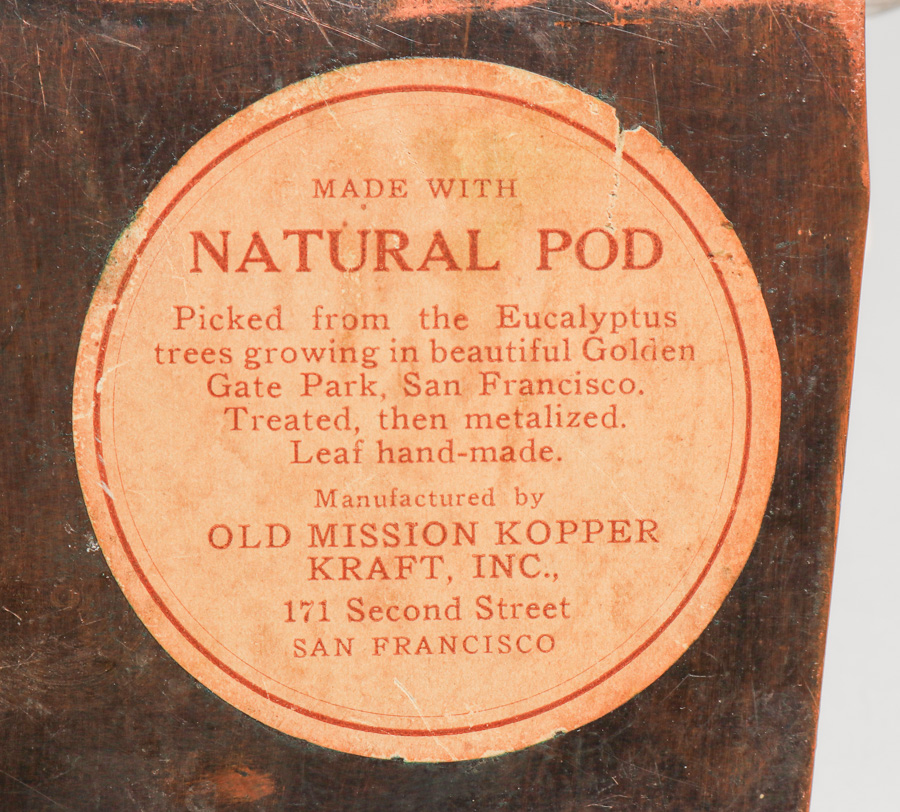 MADE WITH
NATURAL POD
Picked from the Eucalyptus
trees growing in beautiful Golden
Gate Park, San Francisco.
Treated, then metalized.
Leaf hand-made.
Manufactured by
OLD MISSION KOPPER
KRAFT, INC.,
171 Second Street
SAN FRANCISCO